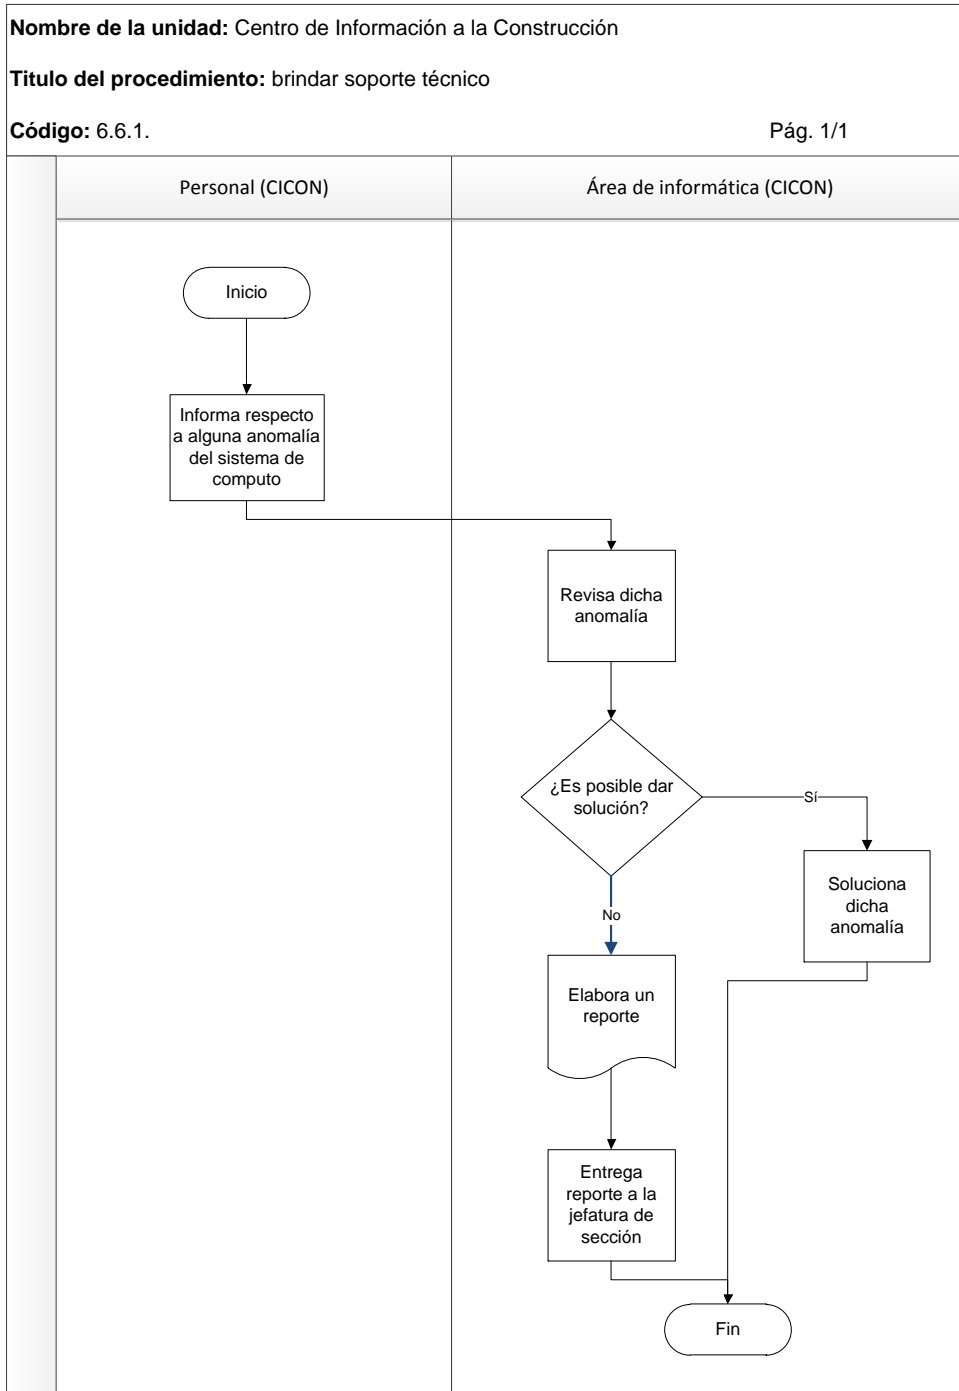 Nombre de la unidad: Centro de Información a la Construcción
Titulo del procedimiento: brindar soporte técnico
Código: 6.6.1. Pág. 1/1
Personal (CICON) Área de informática (CICON)
Inicio
Informa respecto
a alguna anomalía
del sistema de
computo
Revisa dicha
anomalía
¿Es posible dar
solución?
Sí
Soluciona
dicha
anomalía
No
Elabora un
reporte
Entrega
reporte a la
jefatura de
sección
Fin